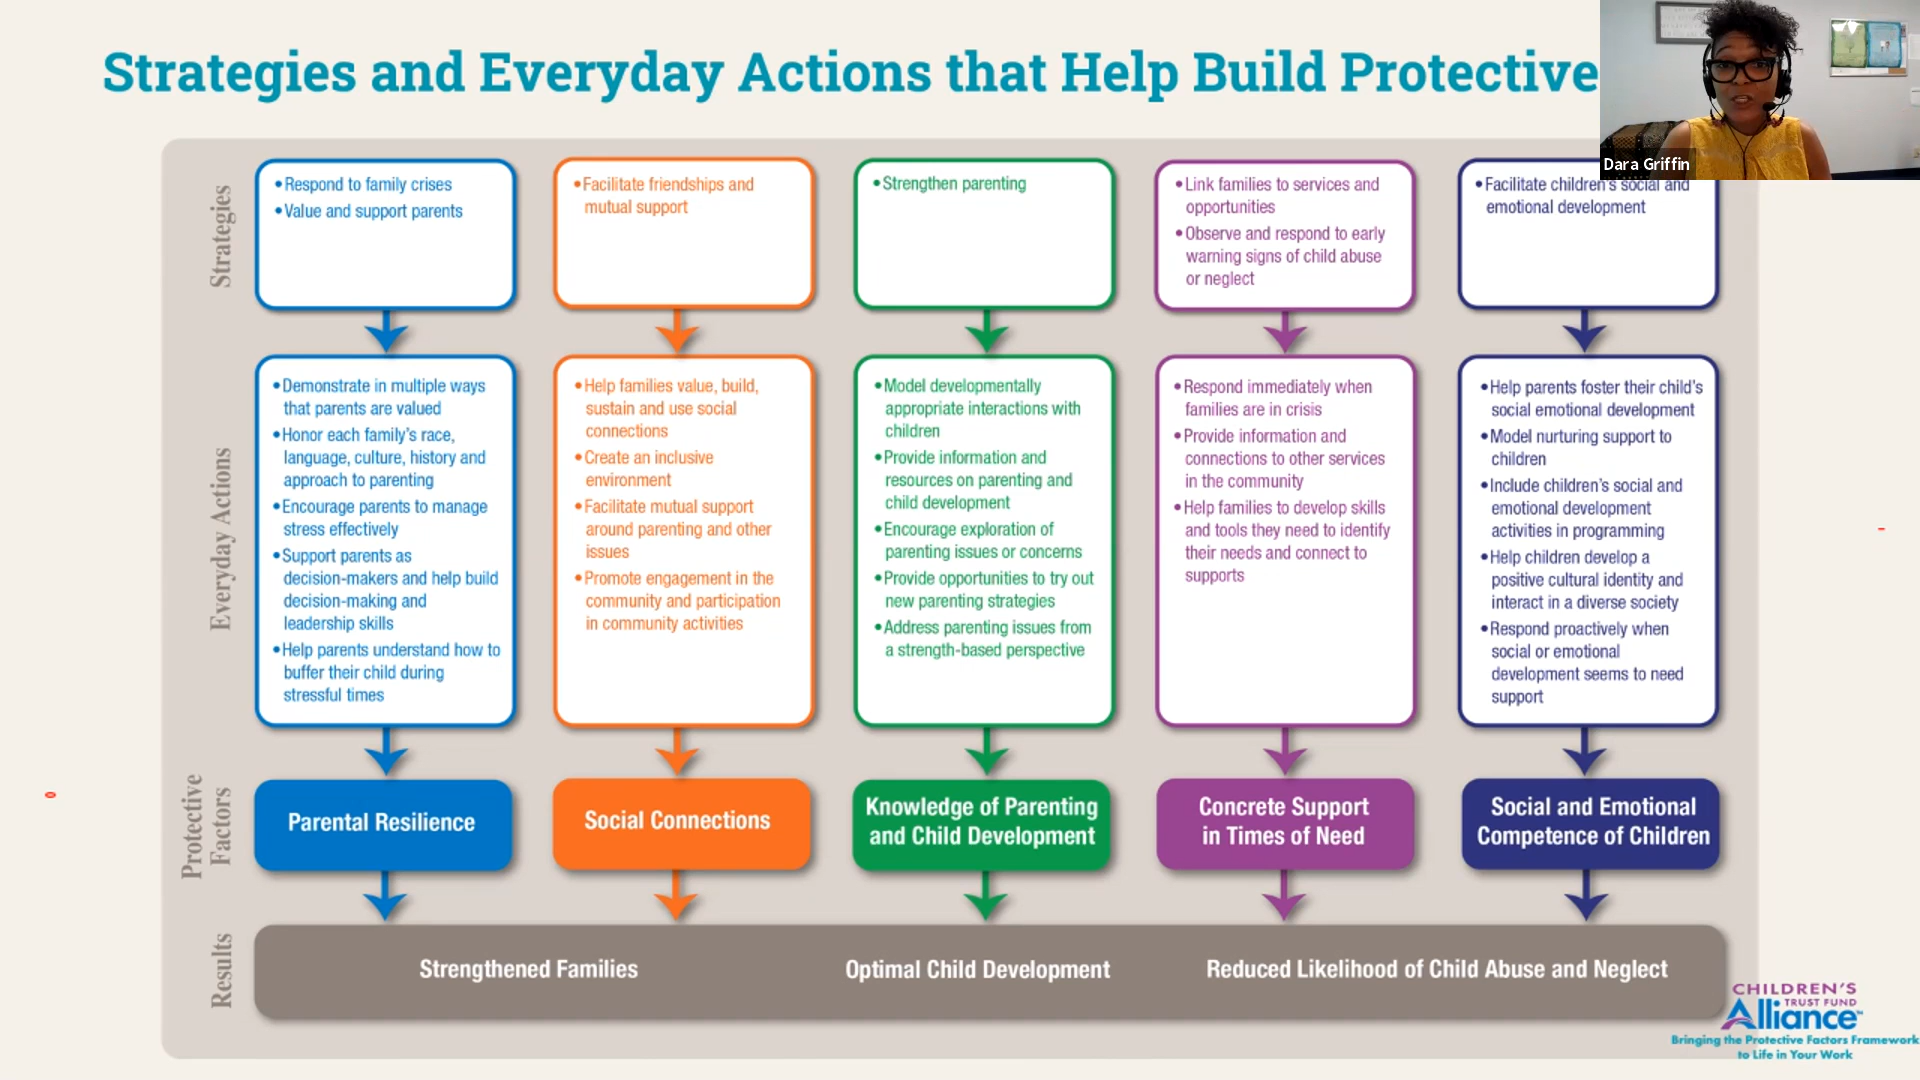 Strategies and Everyday Actions that Help Build Protective
Dara Griffin
Strategies
•Respond to family crises
•Value and support parents
•Facilitate friendships and
mutual support
•Strengthen parenting
•Link families to services and
opportunities
•Observe and respond to early
warning signs of child abuse
or neglect
•Facilitate children's social and
emotional development
Everyday Actions
•Demonstrate in multiple ways
that parents are valued
•Honor each family's race,
language, culture, history and
approach to parenting
•Encourage parents to manage
stress effectively
•Support parents as
decision-makers and help build
decision-making and
leadership skills
•Help parents understand how to
buffer their child during
stressful times
•Help families value, build,
sustain and use social
connections
•Create an inclusive
environment
•Facilitate mutual support
around parenting and other
issues
•Promote engagement in the
community and participation
in community activities
•Model developmentally
appropriate interactions with
children
•Provide information and
resources on parenting and
child development
•Encourage exploration of
parenting issues or concerns
•Provide opportunities to try out
new parenting strategies
•Address parenting issues from
a strength-based perspective
•Respond immediately when
families are in crisis
•Provide information and
connections to other services
in the community
•Help families to develop skills
and tools they need to identify
their needs and connect to
supports
•Help parents foster their child's
social emotional development
•Model nurturing support to
children
•Include children's social and
emotional development
activities in programming
•Help children develop a
positive cultural identity and
interact in a diverse society
•Respond proactively when
social or emotional
development seems to need
support
Protective
Factors
Parental Resilience
Social Connections
Knowledge of Parenting
and Child Development
Concrete Support
in Times of Need
Social and Emotional
Competence of Children
Results
Strengthened Families
Optimal Child Development
Reduced Likelihood of Child Abuse and Neglect
CHILDREN'S
TRUST FUND
Alliance
Bringing the Protective Factors Framework
to Life in Your Work